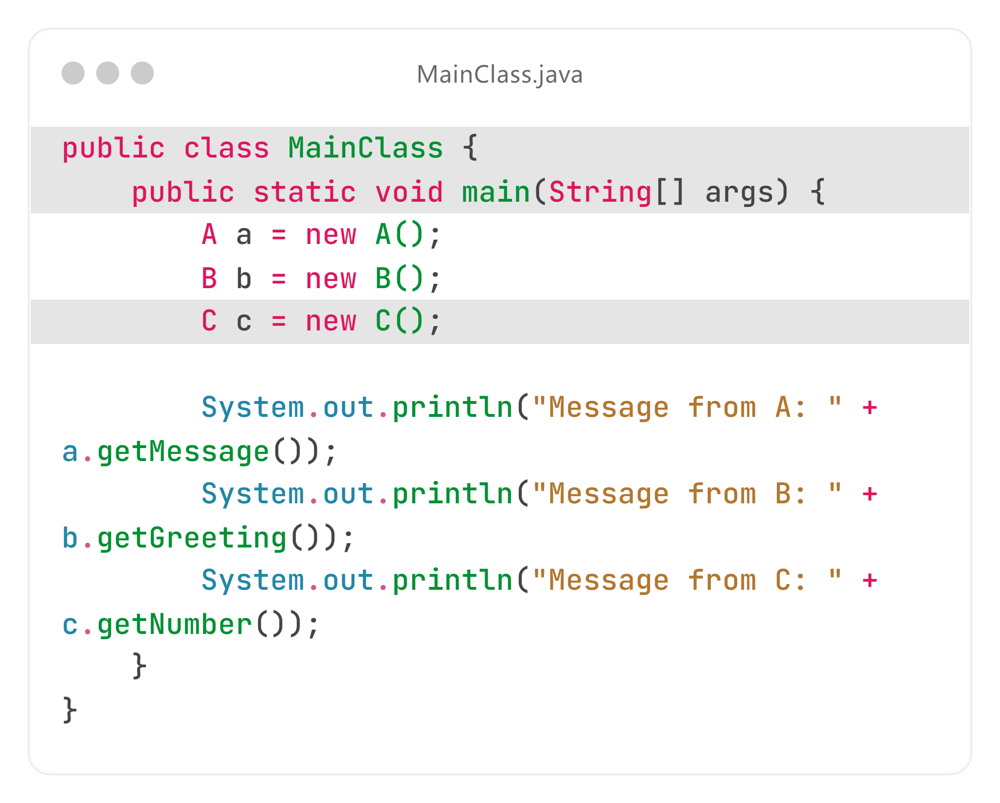 MainClass.java
public class MainClass {
    public static void main(String[] args) {
        A a = new A();
        B b = new B();
        C c = new C();

        System.out.println("Message from A: " +
a.getMessage());
        System.out.println("Message from B: " +
b.getGreeting());
        System.out.println("Message from C: " +
c.getNumber());
    }
}